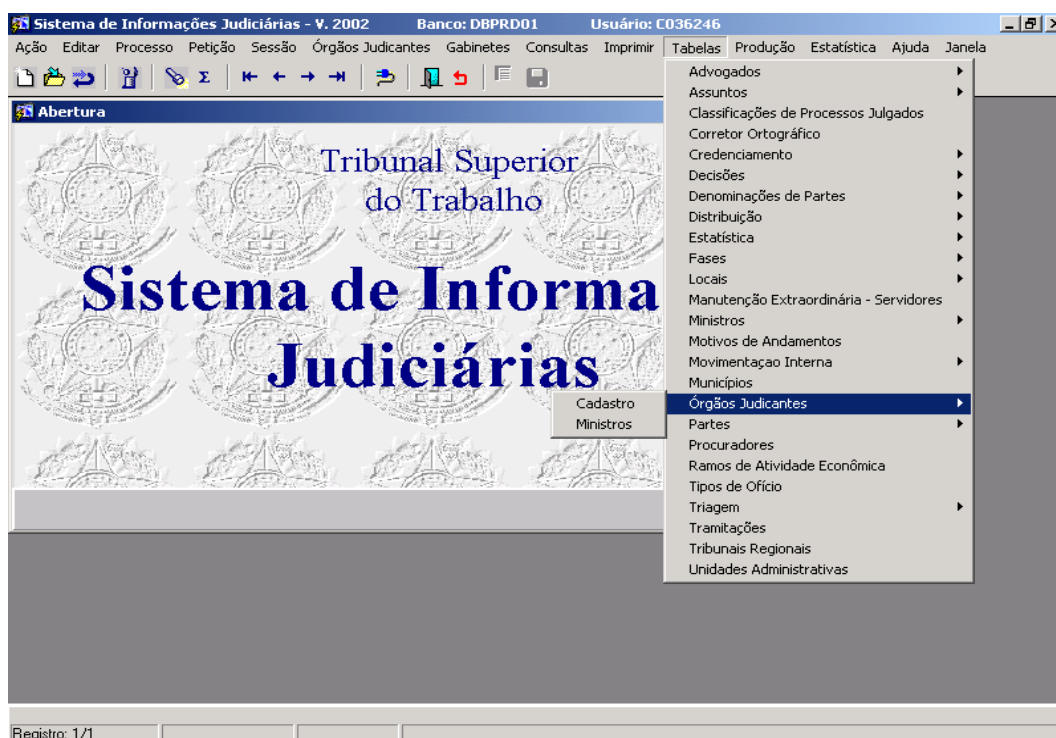 Sistema de Informações Judiciárias - V. 2002 Banco: DBPRD01 Usuário: C036246
Ação Editar Processo Petição Sessão Órgãos Judicantes Gabinetes Consultas Imprimir Tabelas Produção Estatística Ajuda Janela
Abertura
Tribunal Superior
do Trabalho
Sistema de Informa
Judiciárias
Advogados
Assuntos
Classificações de Processos Julgados
Corretor Ortográfico
Credenciamento
Decisões
Denominações de Partes
Distribuição
Estatística
Fases
Locais
Manutenção Extraordinária - Servidores
Ministros
Motivos de Andamentos
Movimentaçao Interna
Municípios
Órgãos Judicantes
Cadastro
Ministros
Partes
Procuradores
Ramos de Atividade Econômica
Tipos de Ofício
Triagem
Tramitações
Tribunais Regionais
Unidades Administrativas
Registro: 1/1